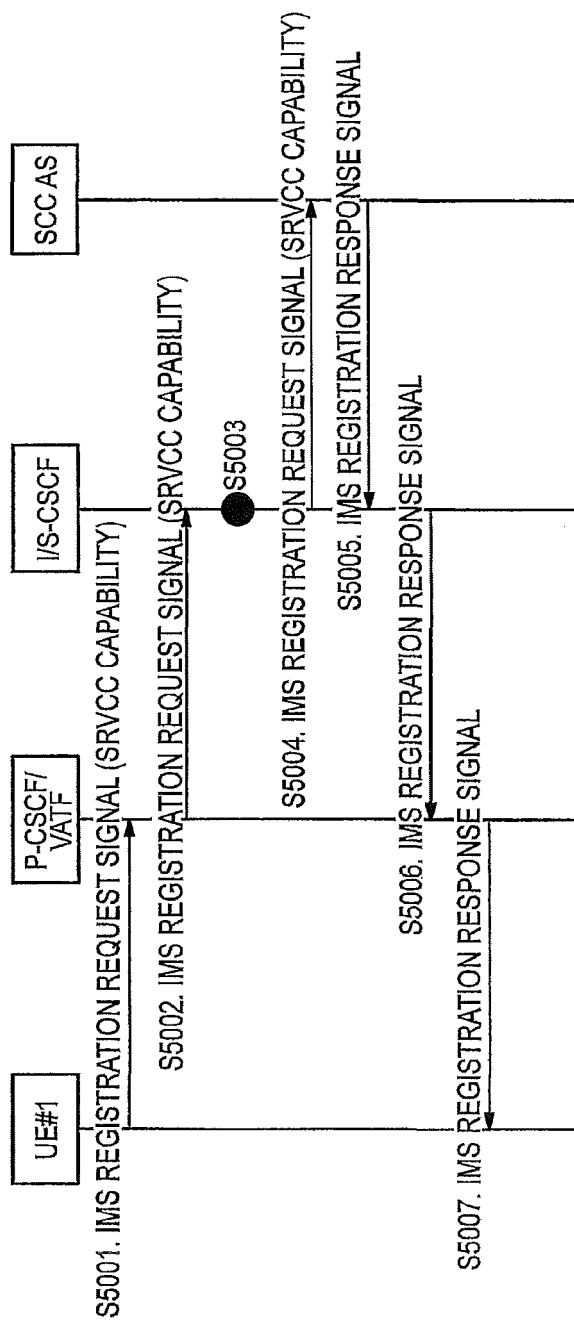 UE#1
P-CSCF/
VATF
I/S-CSCF
SCC AS
S5001. IMS REGISTRATION REQUEST SIGNAL (SRVCC CAPABILITY)
S5002. IMS REGISTRATION REQUEST SIGNAL (SRVCC CAPABILITY)
S5003
S5004. IMS REGISTRATION REQUEST SIGNAL (SRVCC CAPABILITY)
S5005. IMS REGISTRATION RESPONSE SIGNAL
S5006. IMS REGISTRATION RESPONSE SIGNAL
S5007. IMS REGISTRATION RESPONSE SIGNAL